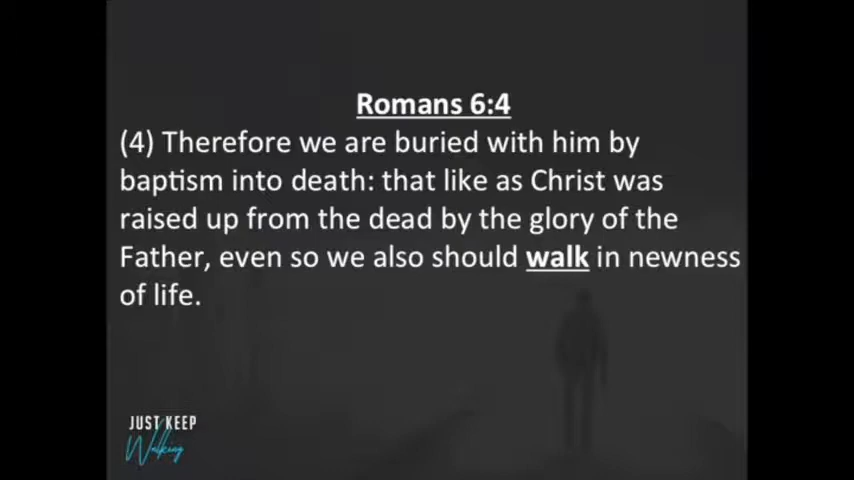 Romans 6:4
(4) Therefore we are buried with him by
baptism into death: that like as Christ was
raised up from the dead by the glory of the
Father, even so we also should walk in newness
of life.
JUST KEEP
Walking